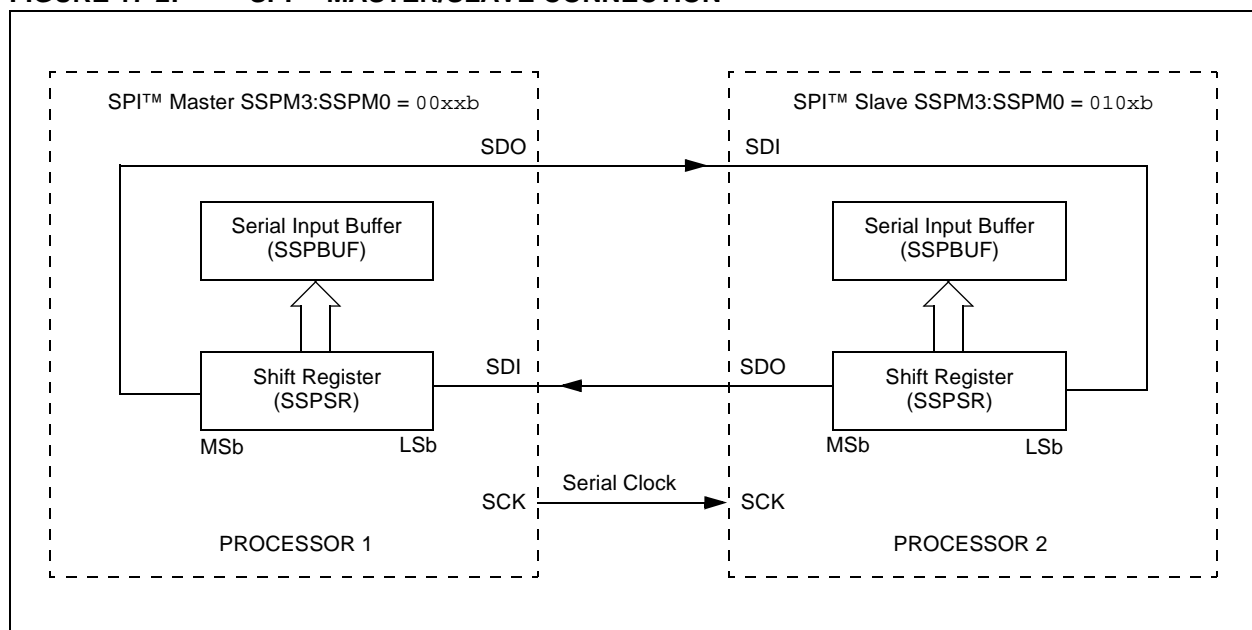 SPI™ Master SSPM3:SSPM0 = 00xxb
SPI™ Slave SSPM3:SSPM0 = 010xb
SDO
SDI
Serial Input Buffer
(SSPBUF)
Serial Input Buffer
(SSPBUF)
Shift Register
(SSPSR)
SDI
SDO
Shift Register
(SSPSR)
MSb
LSb
MSb
LSb
Serial Clock
SCK
SCK
PROCESSOR 1
PROCESSOR 2